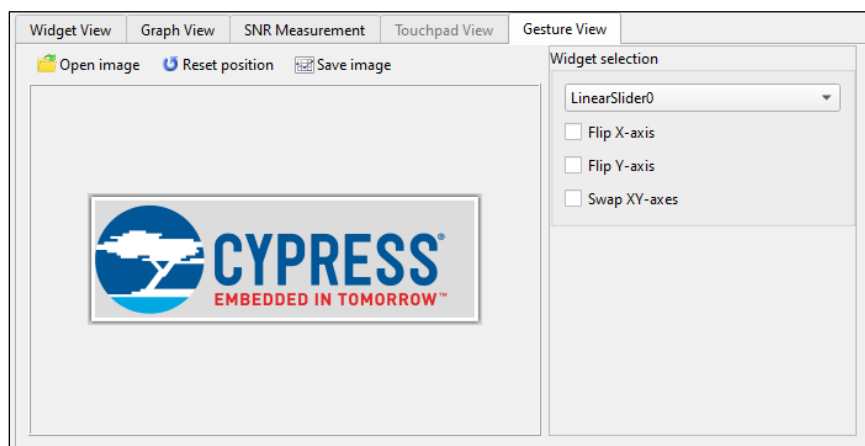 Widget View Graph View SNR Measurement Touchpad View Gesture View
Open image Reset position Save image
Widget selection
LinearSlider0
Flip X-axis
Flip Y-axis
Swap XY-axes
CYPRESS®
EMBEDDED IN TOMORROW™